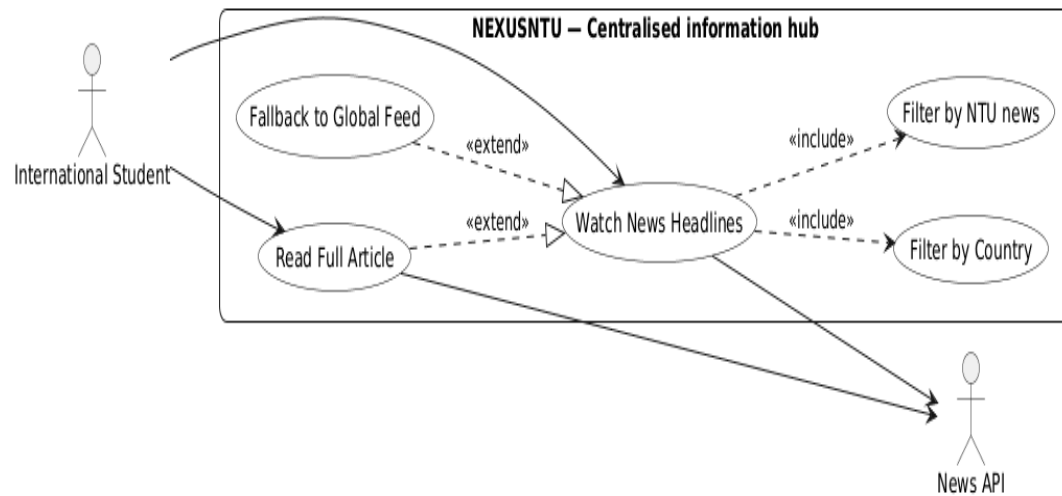 NEXUSNTU — Centralised information hub
Fallback to Global Feed
Filter by NTU news
«extend»
«include»
International Student
Watch News Headlines
«extend»
«include»
Read Full Article
Filter by Country
News API